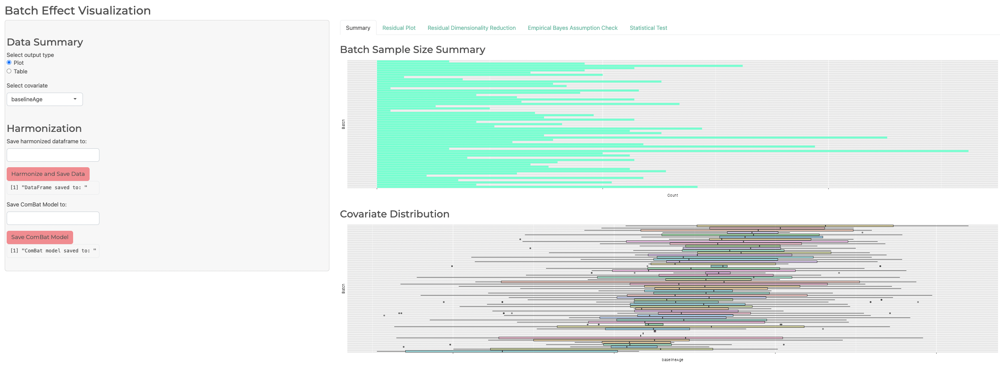 Batch Effect Visualization
Data Summary
Select output type
Plot
Table
Select covariate
baselineAge
Harmonization
Save harmonized dataframe to:
Harmonize and Save Data
[1] "DataFrame saved to: "
Save ComBat Model to:
Save ComBat Model
[1] "ComBat model saved to: "
Summary Residual Plot Residual Dimensionality Reduction Empirical Bayes Assumption Check Statistical Test
Batch Sample Size Summary
Batch
Count
Covariate Distribution
Batch
baselineAge